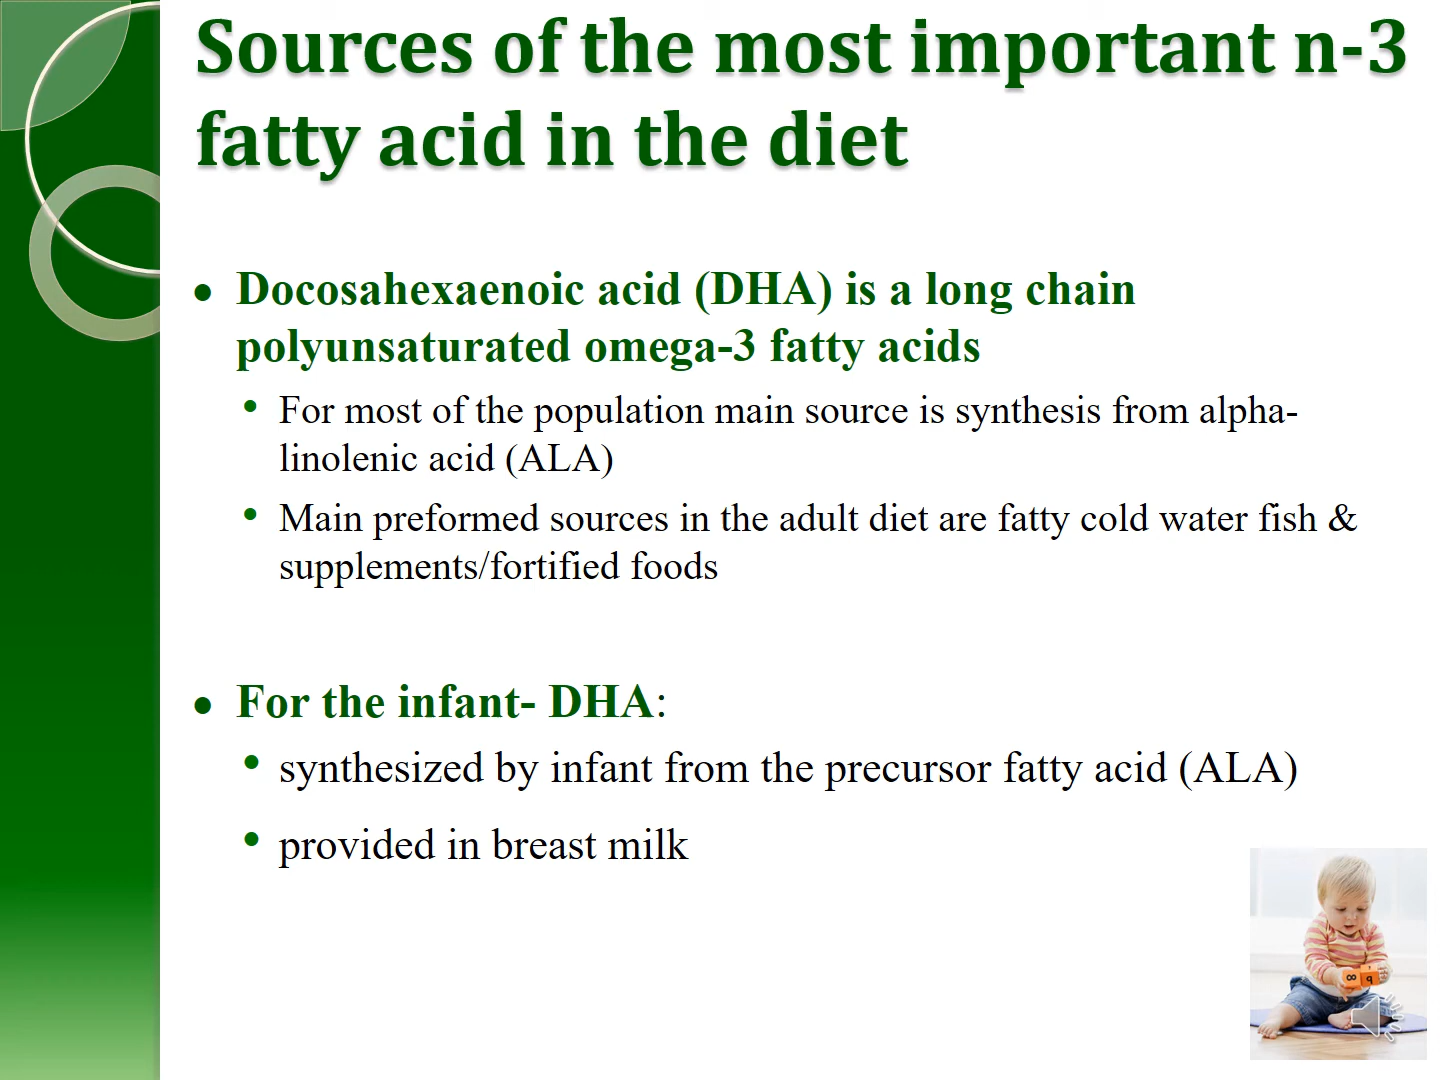 Sources of the most important n-3
fatty acid in the diet
• Docosahexaenoic acid (DHA) is a long chain
polyunsaturated omega-3 fatty acids
• For most of the population main source is synthesis from alpha-
linolenic acid (ALA)
• Main preformed sources in the adult diet are fatty cold water fish &
supplements/fortified foods
• For the infant- DHA:
• synthesized by infant from the precursor fatty acid (ALA)
• provided in breast milk
8 9